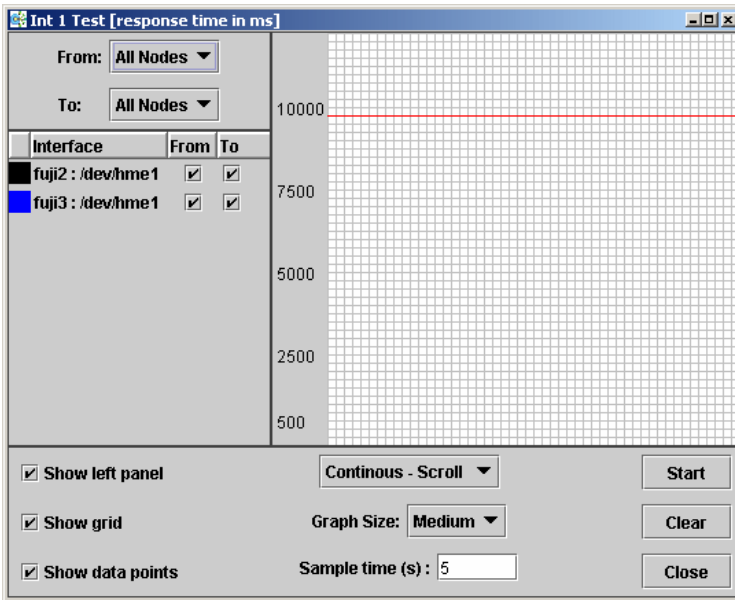 Int 1 Test [response time in ms]
From: All Nodes
To: All Nodes
Interface From To
fuji2 : /dev/hme1
fuji3 : /dev/hme1
10000
7500
5000
2500
500
Show left panel
Continous - Scroll
Start
Show grid
Graph Size: Medium
Clear
Show data points
Sample time (s) : 5
Close